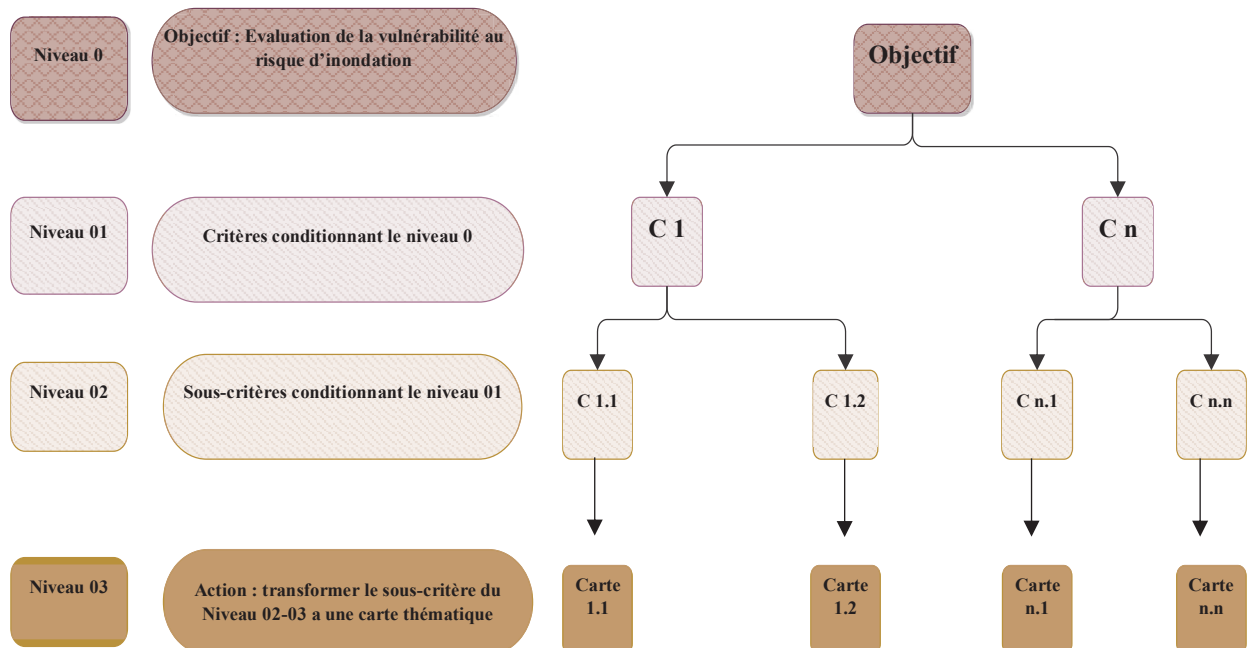 Niveau 0
Objectif : Evaluation de la vulnérabilité au
risque d'inondation
Objectif
Niveau 01
Critères conditionnant le niveau 0
C 1
C n
Niveau 02
Sous-critères conditionnant le niveau 01
C 1.1
C 1.2
C n.1
C n.n
Niveau 03
Action : transformer le sous-critère du
Niveau 02-03 a une carte thématique
Carte
1.1
Carte
1.2
Carte
n.1
Carte
n.n